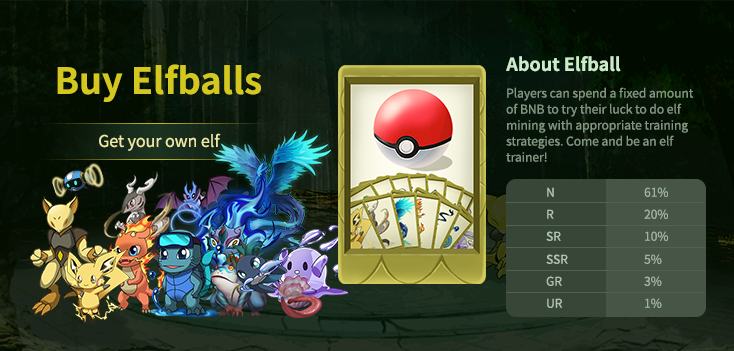 Buy Elfballs
Get your own elf
About Elfball
Players can spend a fixed amount
of BNB to try their luck to do elf
mining with appropriate training
strategies. Come and be an elf
trainer!
N 61%
R 20%
SR 10%
SSR 5%
GR 3%
UR 1%